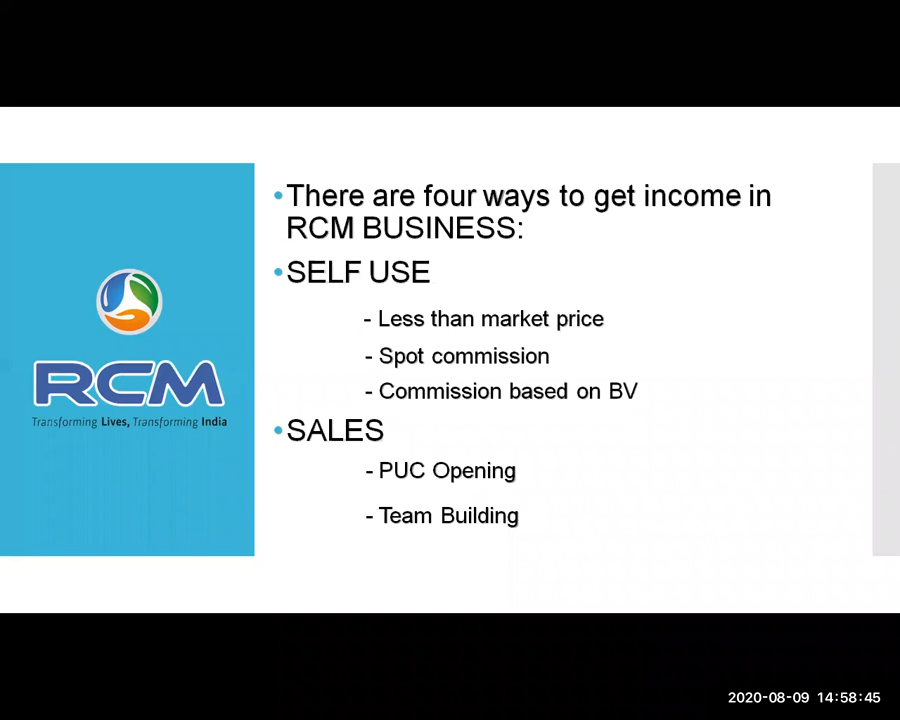 RCM
Transforming Lives, Transforming India
•There are four ways to get income in
RCM BUSINESS:
•SELF USE
- Less than market price
- Spot commission
- Commission based on BV
•SALES
- PUC Opening
- Team Building
2020-08-09 14:58:45